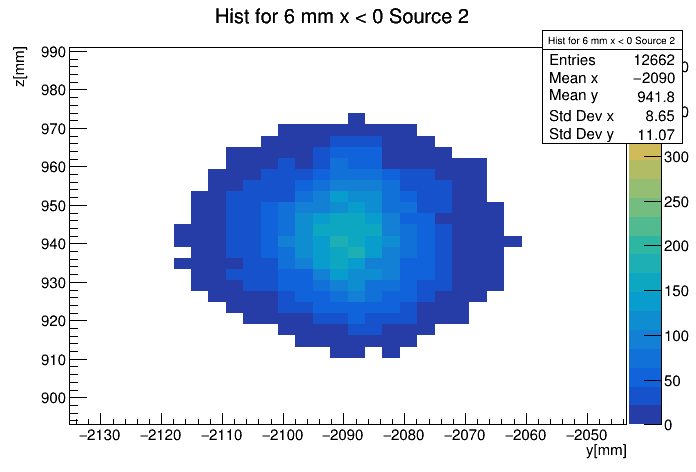 Hist for 6 mm x < 0 Source 2
Hist for 6 mm x < 0 Source 2
Entries 12662
Mean x −2090
Mean y 941.8
Std Dev x 8.65
Std Dev y 11.07
z[mm]
990
980
970
960
950
940
930
920
910
900
−2130
−2120
−2110
−2100
−2090
−2080
−2070
−2060
−2050
y[mm]
300
250
200
150
100
50
0